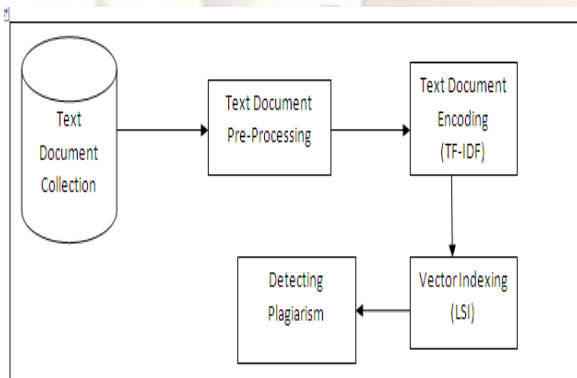 Text
Document
Collection
Text Document
Pre-Processing
Text Document
Encoding
(TF-IDF)
Vector Indexing
(LSI)
Detecting
Plagiarism